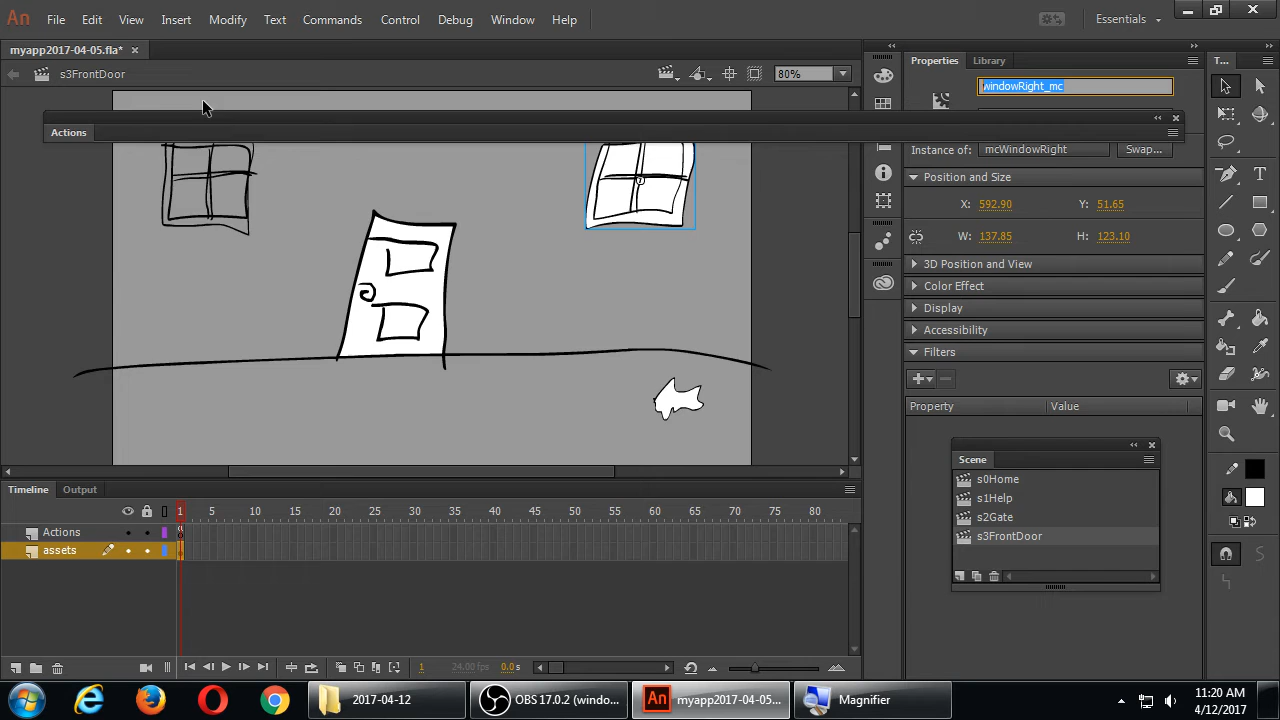 An File Edit View Insert Modify Text Commands Control Debug Window Help Essentials
myapp2017-04-05.fla* ×
s3FrontDoor 80%
Properties Library
windowRight_mc
Actions
Instance of: mcWindowRight Swap...
Position and Size
X: 592.90 Y: 51.65
W: 137.85 H: 123.10
3D Position and View
Color Effect
Display
Accessibility
Filters
Property Value
Scene
s0Home
s1Help
s2Gate
s3FrontDoor
T...
Timeline Output
1 5 10 15 20 25 30 35 40 45 50 55 60 65 70 75 80
Actions
assets
1 24.00 fps 0.0 s
2017-04-12 OBS 17.0.2 (windo... An myapp2017-04-05... Magnifier
11:20 AM
4/12/2017